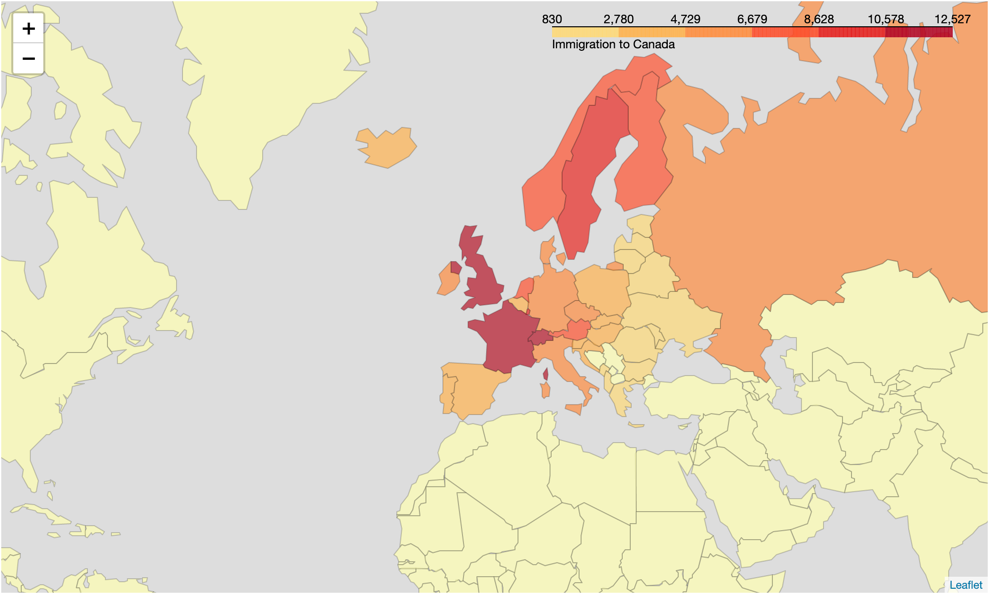 +
−
830 2,780 4,729 6,679 8,628 10,578 12,527
Immigration to Canada
Leaflet